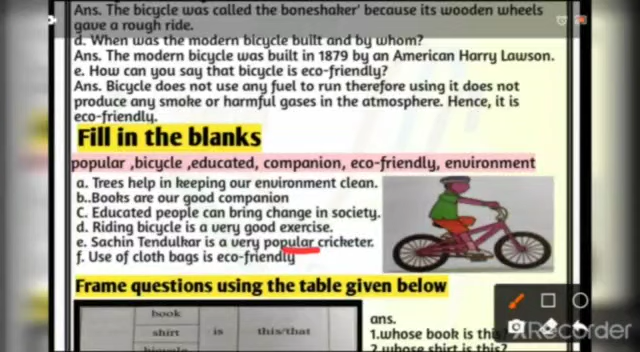 Ans. The bicycle was called the boneshaker' because its wooden wheels
gave a rough ride.
d. When was the modern bicycle built and by whom?
Ans. The modern bicycle was built in 1879 by an American Harry Lawson.
e. How can you say that bicycle is eco-friendly?
Ans. Bicycle does not use any fuel to run therefore using it does not
produce any smoke or harmful gases in the atmosphere. Hence, it is
eco-friendly.
Fill in the blanks
popular ,bicycle ,educated, companion, eco-friendly, environment
a. Trees help in keeping our environment clean.
b..Books are our good companion
C. Educated people can bring change in society.
d. Riding bicycle is a very good exercise.
e. Sachin Tendulkar is a very popular cricketer.
f. Use of cloth bags is eco-friendly
Frame questions using the table given below
book
shirt is this/that
bicycle
ans.
1.whose book is this?
2.whose shirt is this?
XRecorder